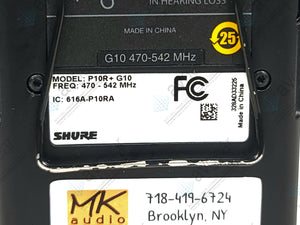 IN HEARING LOSS
Made in China
25
G10 470-542 MHz
MODEL: P10R+ G10
FREQ: 470 - 542 MHz
IC: 616A-P10RA
FC
Made in China
SHURE
MK
audio
718-419-6724
Brooklyn, NY